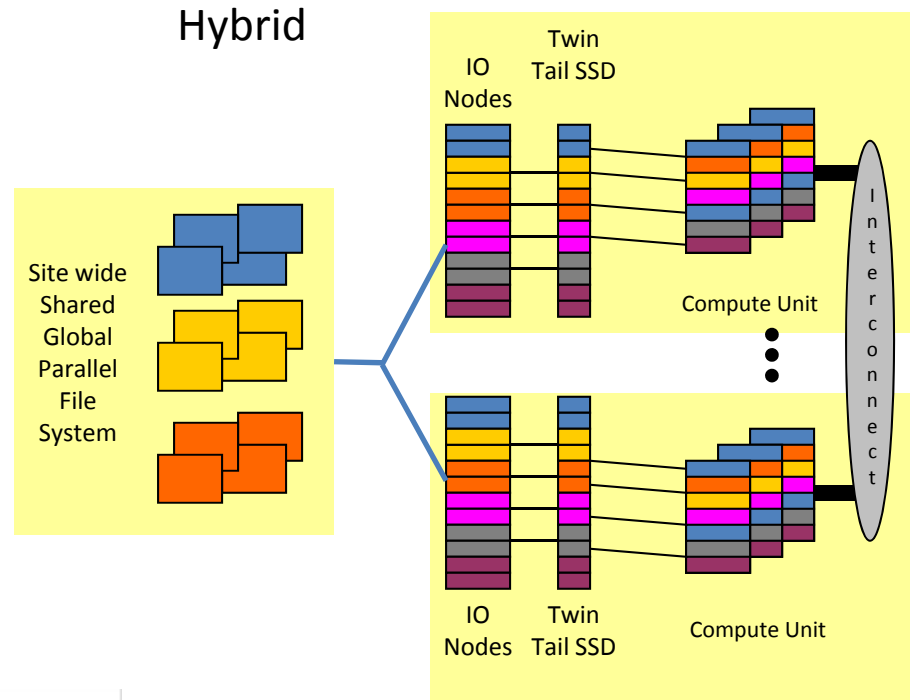 Hybrid
IO
Nodes
Twin
Tail SSD
Site wide
Shared
Global
Parallel
File
System
Compute Unit
Interconnect
IO
Nodes
Twin
Tail SSD
Compute Unit